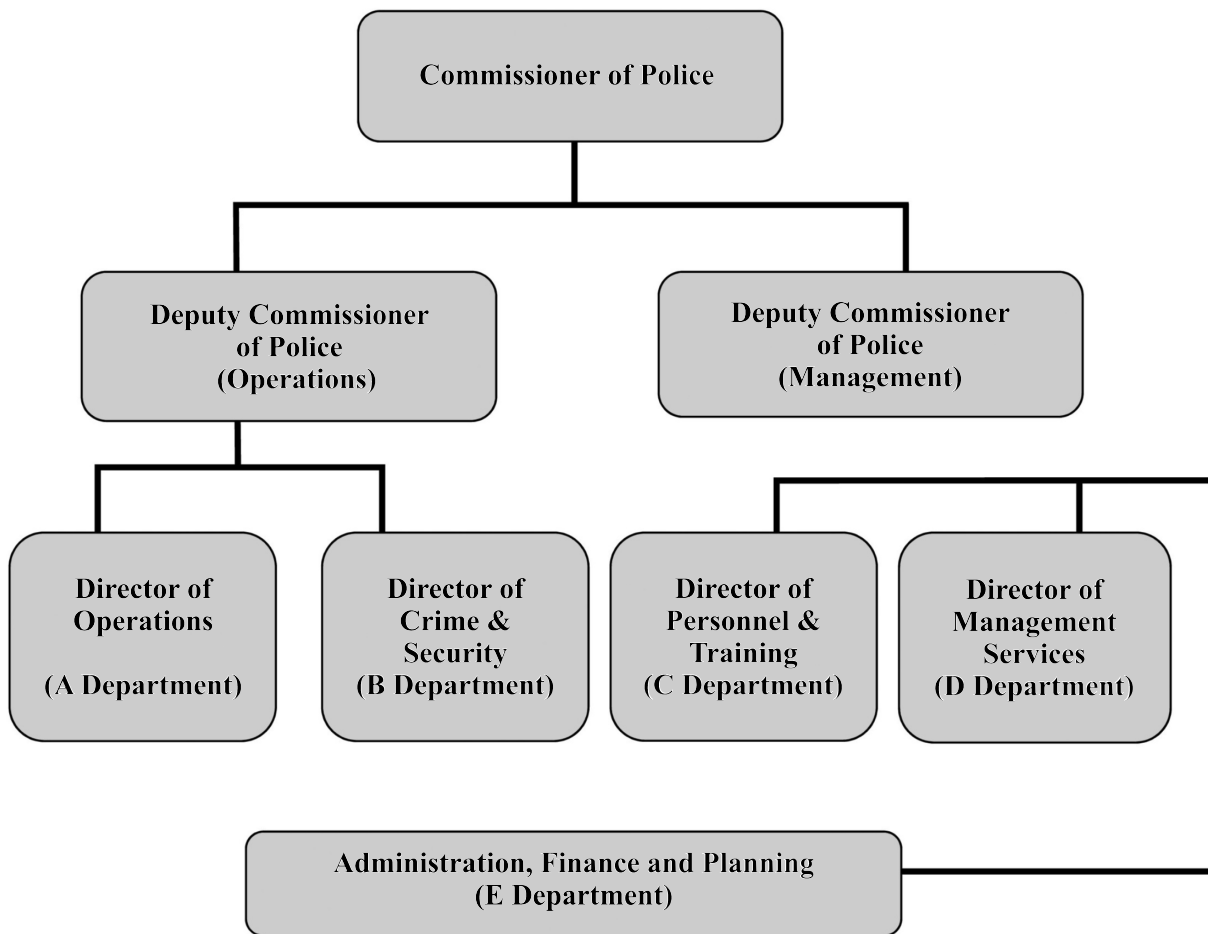 Commissioner of Police
Deputy Commissioner
of Police
(Operations)
Deputy Commissioner
of Police
(Management)
Director of
Operations
(A Department)
Director of
Crime &
Security
(B Department)
Director of
Personnel &
Training
(C Department)
Director of
Management
Services
(D Department)
Administration, Finance and Planning
(E Department)